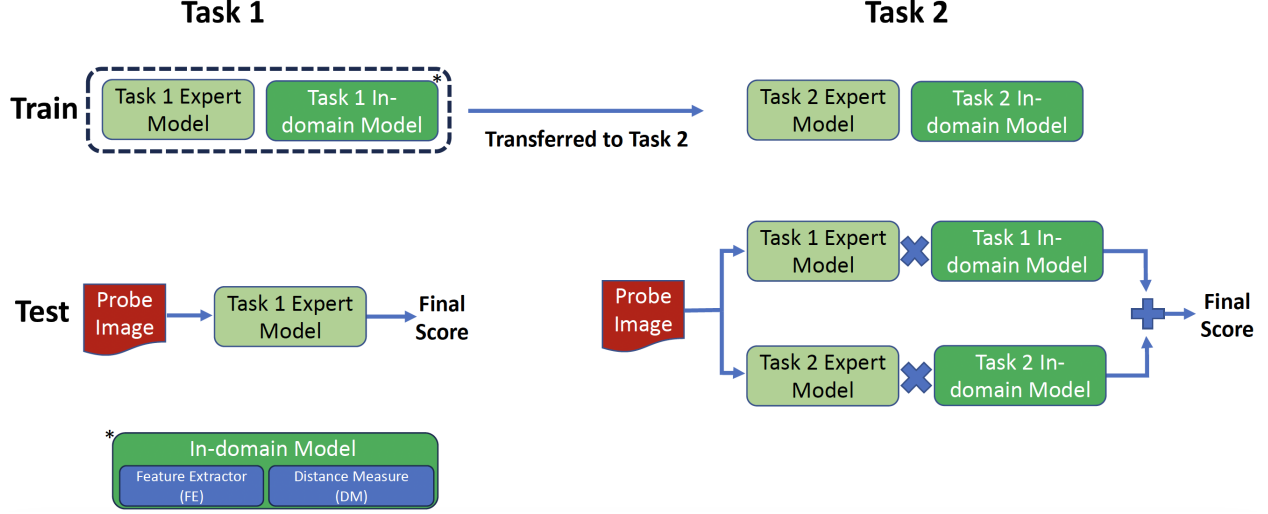 Task 1
Task 2
Train
Task 1 Expert
Model
Task 1 In-
domain Model
*
Transferred to Task 2
Task 2 Expert
Model
Task 2 In-
domain Model
Test
Probe
Image
Task 1 Expert
Model
Final
Score
Probe
Image
Task 1 Expert
Model
Task 1 In-
domain Model
Task 2 Expert
Model
Task 2 In-
domain Model
Final
Score
*
In-domain Model
Feature Extractor
(FE)
Distance Measure
(DM)